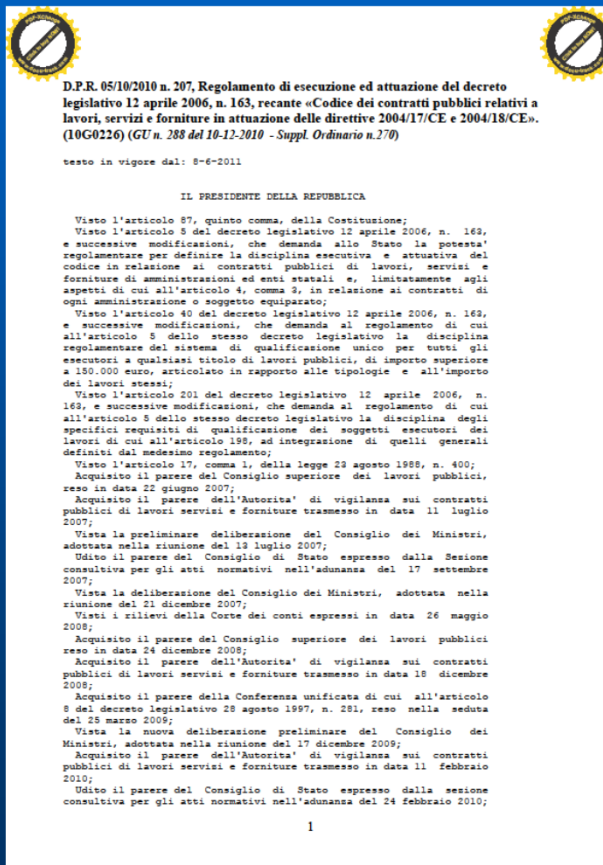 D.P.R. 05/10/2010 n. 207, Regolamento di esecuzione ed attuazione del decreto
legislativo 12 aprile 2006, n. 163, recante «Codice dei contratti pubblici relativi a
lavori, servizi e forniture in attuazione delle direttive 2004/17/CE e 2004/18/CE».
(10G0226) (GU n. 288 del 10-12-2010 - Suppl. Ordinario n.270)
testo in vigore dal: 8-6-2011
IL PRESIDENTE DELLA REPUBBLICA
Visto l'articolo 87, quinto comma, della Costituzione;
Visto l'articolo 5 del decreto legislativo 12 aprile 2006, n. 163,
e successive modificazioni, che demanda allo Stato la potesta'
regolamentare per definire la disciplina esecutiva e attuativa del
codice in relazione ai contratti pubblici di lavori, servizi e
forniture di amministrazioni ed enti statali e, limitatamente agli
aspetti di cui all'articolo 4, comma 3, in relazione ai contratti di
ogni amministrazione o soggetto equiparato;
Visto l'articolo 40 del decreto legislativo 12 aprile 2006, n. 163,
e successive modificazioni, che demanda al regolamento di cui
all'articolo 5 dello stesso decreto legislativo la disciplina
regolamentare del sistema di qualificazione unico per tutti gli
esecutori a qualsiasi titolo di lavori pubblici, di importo superiore
a 150.000 euro, articolato in rapporto alle tipologie e all'importo
dei lavori stessi;
Visto l'articolo 201 del decreto legislativo 12 aprile 2006, n.
163, e successive modificazioni, che demanda al regolamento di cui
all'articolo 5 dello stesso decreto legislativo la disciplina degli
specifici requisiti di qualificazione dei soggetti esecutori dei
lavori di cui all'articolo 198, ad integrazione di quelli generali
definiti dal medesimo regolamento;
Visto l'articolo 17, comma 1, della legge 23 agosto 1988, n. 400;
Acquisito il parere del Consiglio superiore dei lavori pubblici,
reso in data 22 giugno 2007;
Acquisito il parere dell'Autorita' di vigilanza sui contratti
pubblici di lavori servizi e forniture trasmesso in data 11 luglio
2007;
Vista la preliminare deliberazione del Consiglio dei Ministri,
adottata nella riunione del 13 luglio 2007;
Udito il parere del Consiglio di Stato espresso dalla Sezione
consultiva per gli atti normativi nell'adunanza del 17 settembre
2007;
Vista la deliberazione del Consiglio dei Ministri, adottata nella
riunione del 21 dicembre 2007;
Visti i rilievi della Corte dei conti espressi in data 26 maggio
2008;
Acquisito il parere del Consiglio superiore dei lavori pubblici
reso in data 24 dicembre 2008;
Acquisito il parere dell'Autorita' di vigilanza sui contratti
pubblici di lavori servizi e forniture trasmesso in data 18 dicembre
2008;
Acquisito il parere della Conferenza unificata di cui all'articolo
8 del decreto legislativo 28 agosto 1997, n. 281, reso nella seduta
del 25 marzo 2009;
Vista la nuova deliberazione preliminare del Consiglio dei
Ministri, adottata nella riunione del 17 dicembre 2009;
Acquisito il parere dell'Autorita' di vigilanza sui contratti
pubblici di lavori servizi e forniture trasmesso in data 11 febbraio
2010;
Udito il parere del Consiglio di Stato espresso dalla sezione
consultiva per gli atti normativi nell'adunanza del 24 febbraio 2010;
1